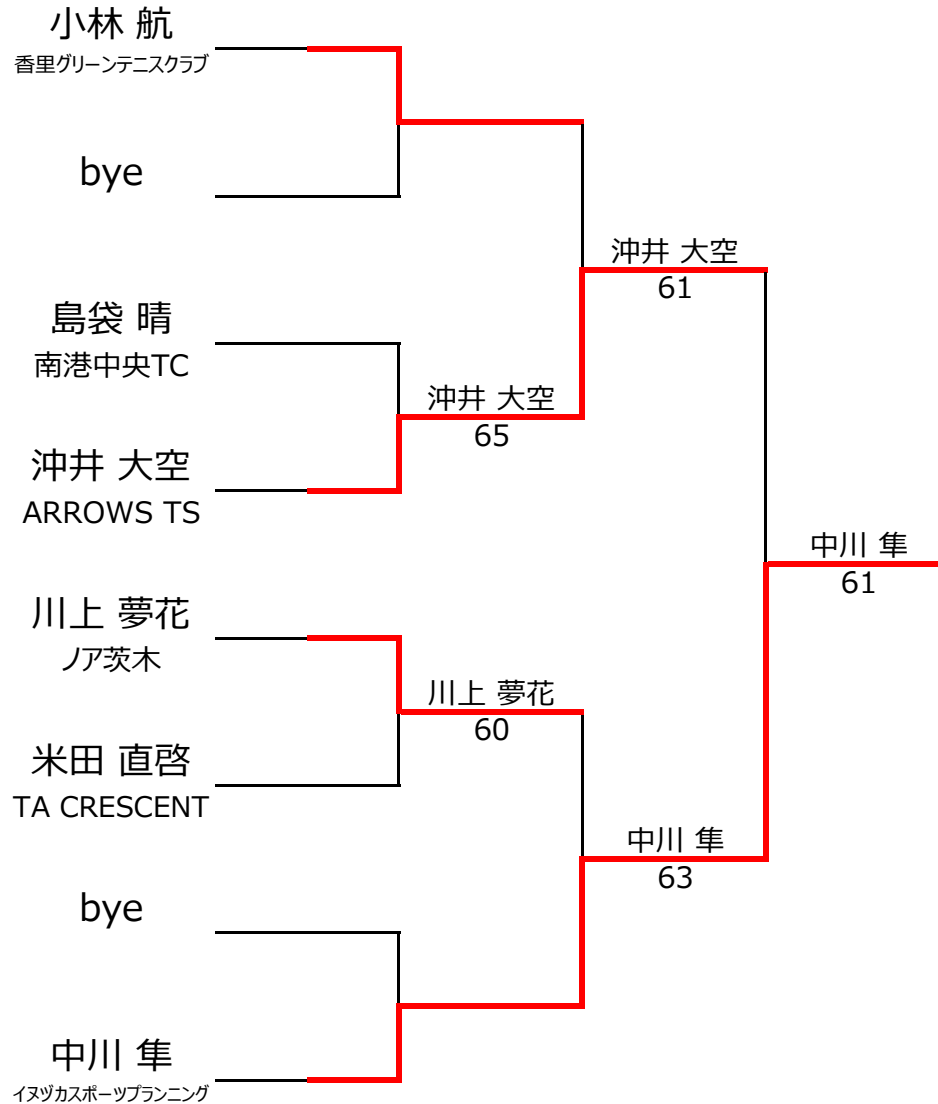 小林 航
香里グリーンテニスクラブ
bye
島袋 晴
南港中央TC
沖井 大空
ARROWS TS
川上 夢花
ノア茨木
米田 直啓
TA CRESCENT
bye
中川 隼
イヌヅカスポーツプランニング
沖井 大空
65
川上 夢花
60
沖井 大空
61
中川 隼
63
中川 隼
61